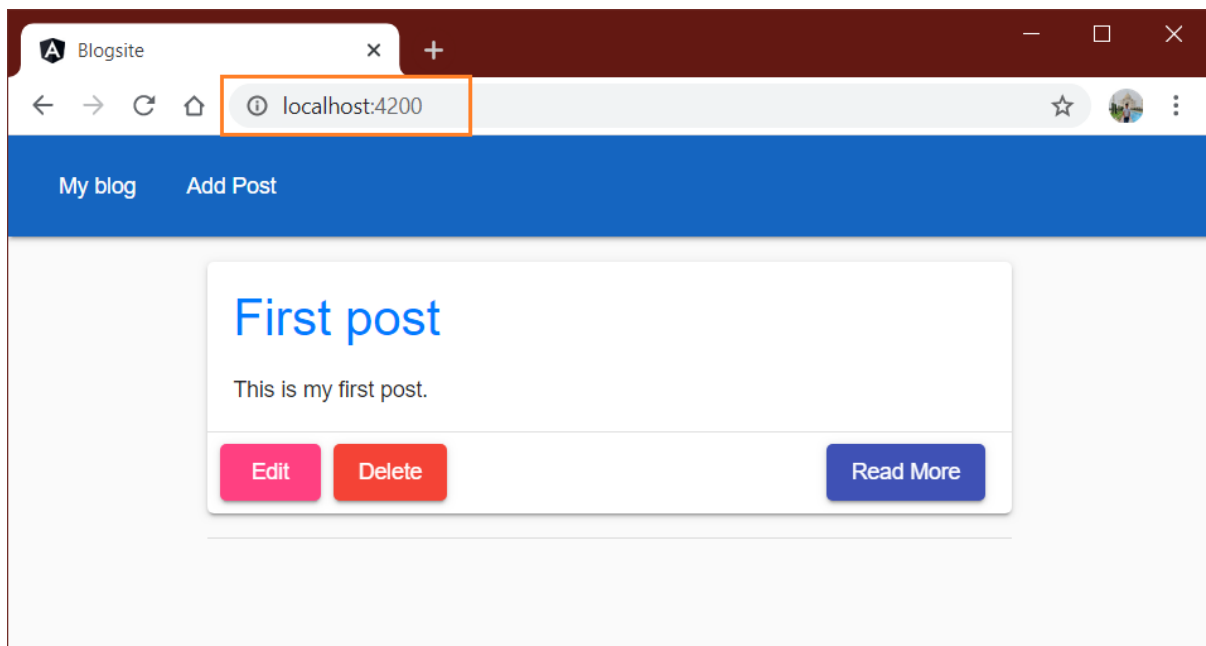 Blogsite
localhost:4200
My blog Add Post
First post
This is my first post.
Edit Delete Read More